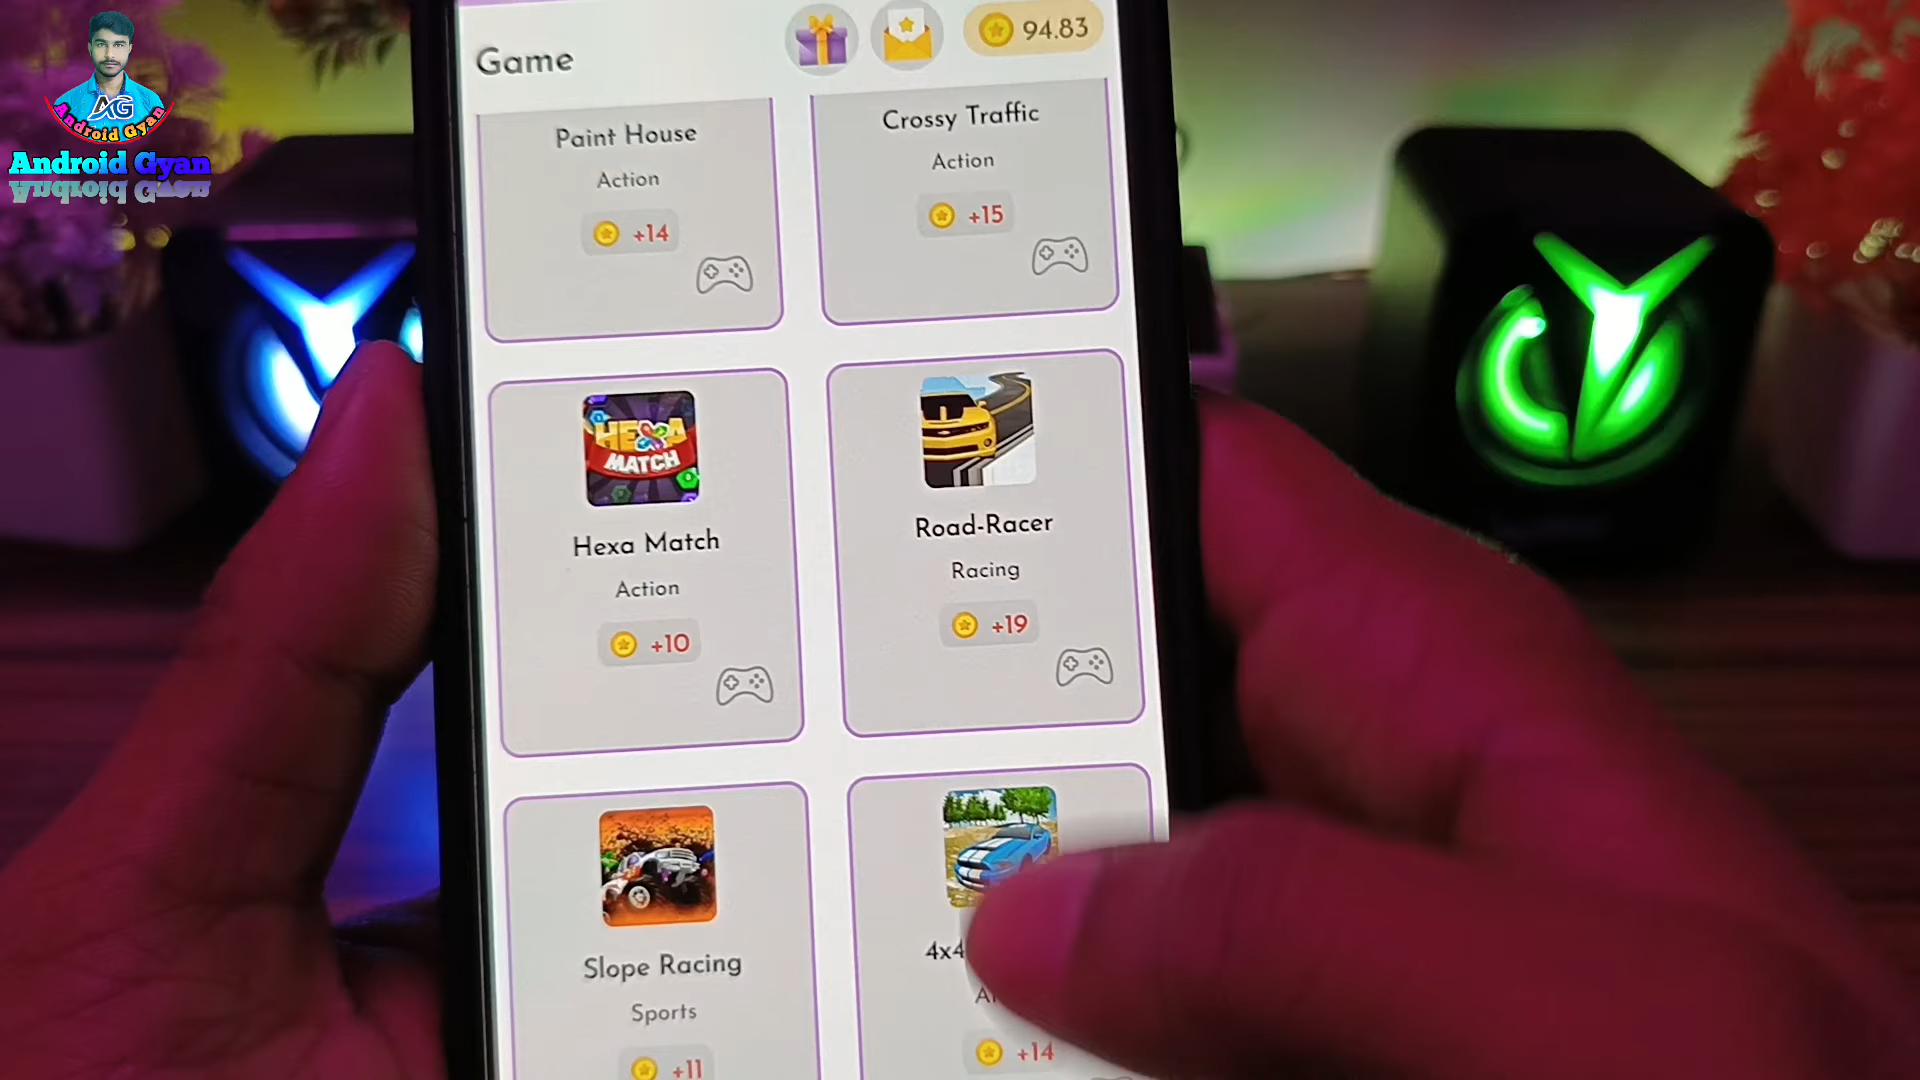 AG
Android Gyan
Android Gyan
Game
94.83
Paint House
Action
+14
Crossy Traffic
Action
+15
HEXA
MATCH
Hexa Match
Action
+10
Road-Racer
Racing
+19
Slope Racing
Sports
+11
4x4
+14